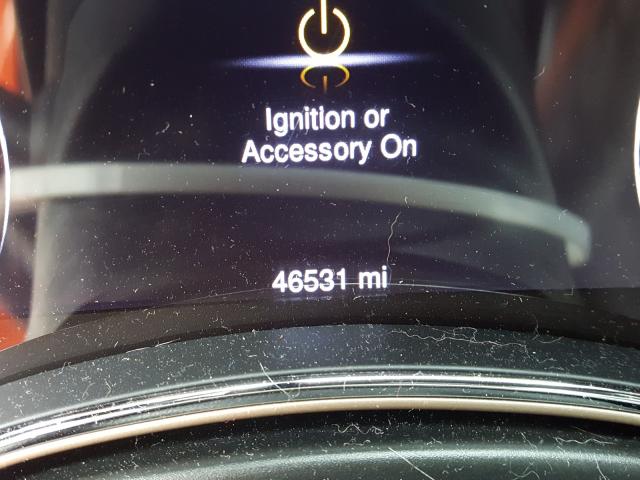 Ignition or
Accessory On
46531 mi